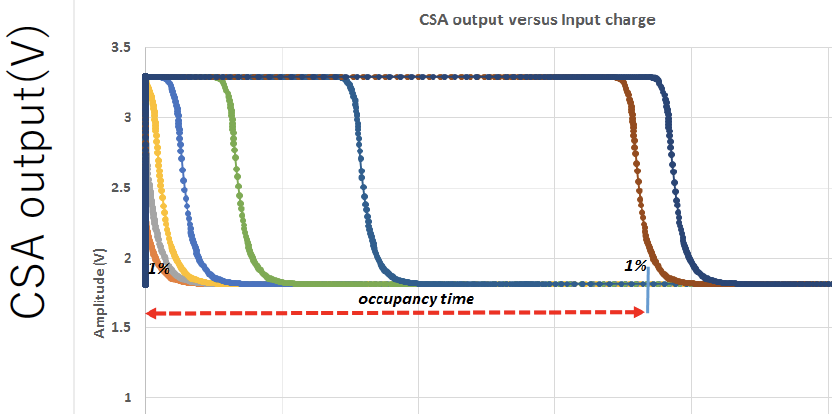 CSA output versus Input charge
CSA output(V)
Amplitude (V)
3.5
3
2.5
2
1.5
1
1%
1%
occupancy time